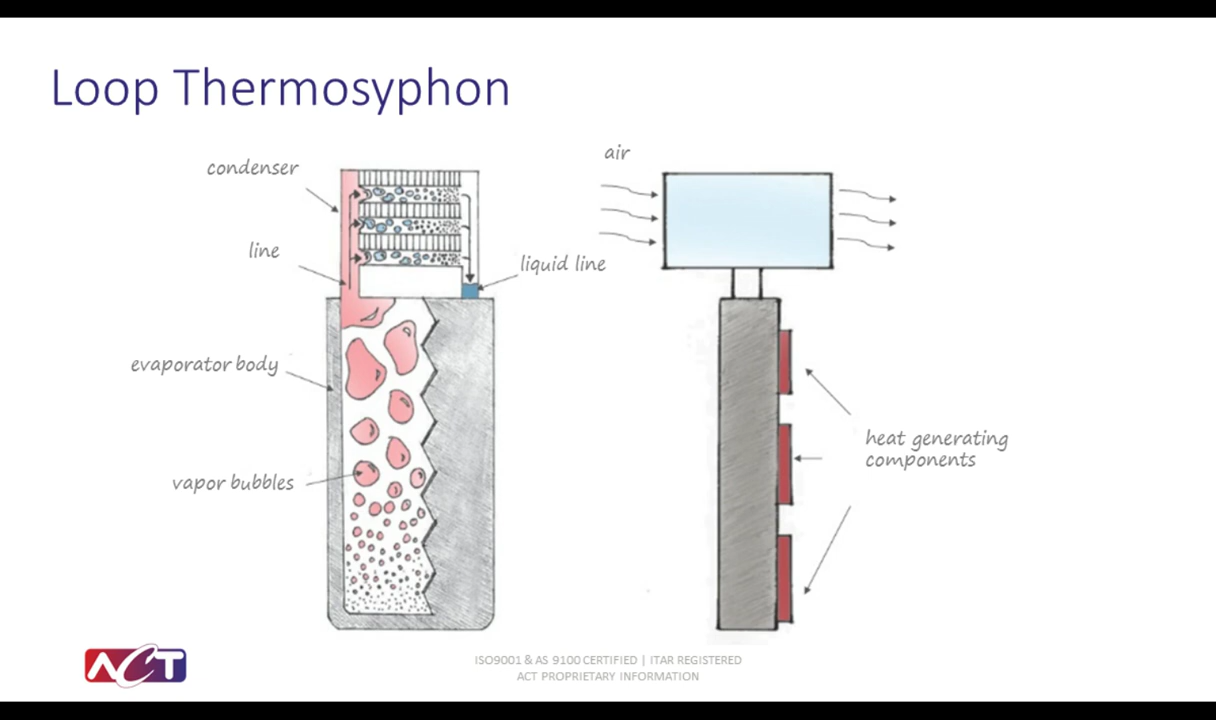 Loop Thermosyphon
condenser
line
evaporator body
vapor bubbles
liquid line
air
heat generating
components
ACT
ISO9001 & AS 9100 CERTIFIED | ITAR REGISTERED
ACT PROPRIETARY INFORMATION